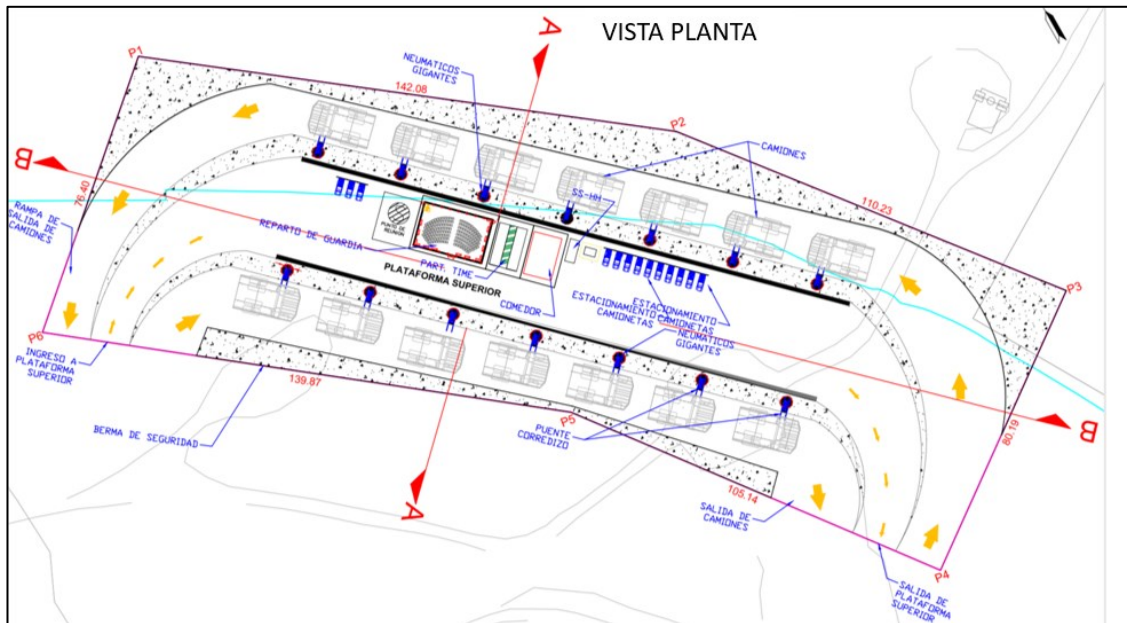 VISTA PLANTA
A
P1
NEUMATICOS
GIGANTES
142.08
P2
CAMIONES
SS-HH
110.23
B
76.40
RAMPA DE
SALIDA DE
CAMIONES
PUNTO DE
REUNION
REPARTO DE GUARDIA
PART. TIME
PLATAFORMA SUPERIOR
COMEDOR
ESTACIONAMIENTO
CAMIONETAS
ESTACIONAMIENTO
CAMIONETAS
NEUMATICOS
GIGANTES
P3
P6
INGRESO A
PLATAFORMA
SUPERIOR
139.87
BERMA DE SEGURIDAD
P5
PUENTE
CORREDIZO
B
80.19
A
105.14
SALIDA DE
CAMIONES
P4
SALIDA DE
PLATAFORMA
SUPERIOR